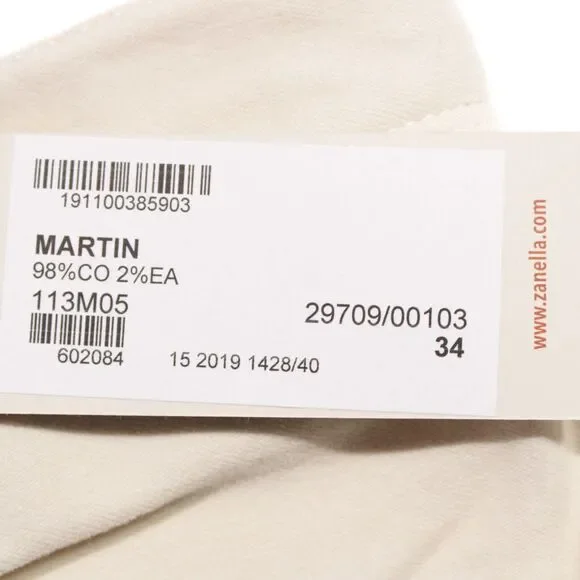 191100385903
MARTIN
98%CO 2%EA
113M05
29709/00103
34
602084
15 2019 1428/40
www.zanella.com